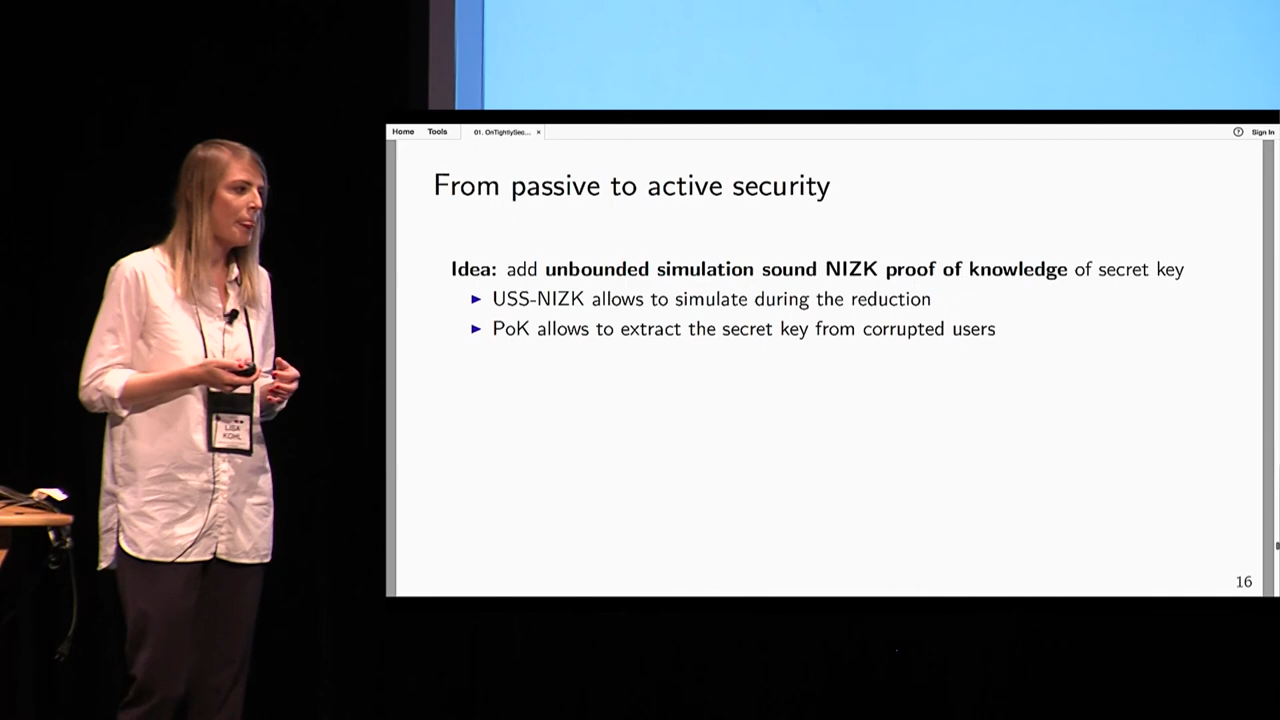 Home Tools 01. OnTightlySec... × ? Sign In
From passive to active security
Idea: add unbounded simulation sound NIZK proof of knowledge of secret key
► USS-NIZK allows to simulate during the reduction
► PoK allows to extract the secret key from corrupted users
LISA
KOHL
16